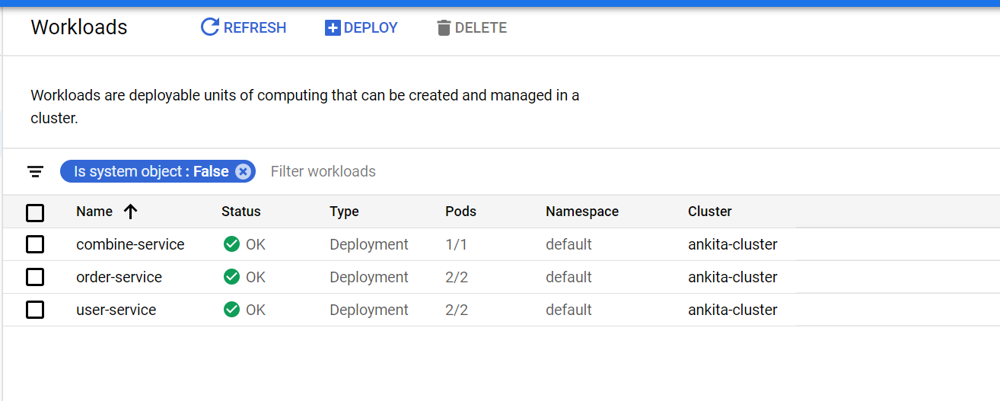 Workloads REFRESH DEPLOY DELETE
Workloads are deployable units of computing that can be created and managed in a
cluster.
Is system object : False Filter workloads
Name Status Type Pods Namespace Cluster
combine-service OK Deployment 1/1 default ankita-cluster
order-service OK Deployment 2/2 default ankita-cluster
user-service OK Deployment 2/2 default ankita-cluster